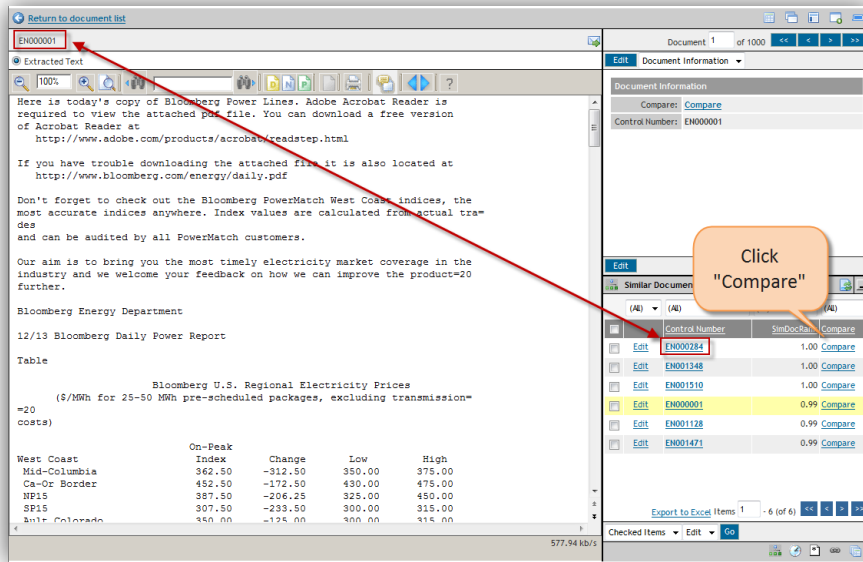 Return to document list
EN000001
Document 1 of 1000 << < > >>
Extracted Text
Edit Document Information
100%
D N P
?
Document Information
Compare: Compare
Control Number: EN000001
Here is today's copy of Bloomberg Power Lines. Adobe Acrobat Reader is
required to view the attached pdf file. You can download a free version
of Acrobat Reader at
http://www.adobe.com/products/acrobat/readstep.html
If you have trouble downloading the attached file it is also located at
http://www.bloomberg.com/energy/daily.pdf
Don't forget to check out the Bloomberg PowerMatch West Coast indices, the
most accurate indices anywhere. Index values are calculated from actual tra=
des
and can be audited by all PowerMatch customers.
Our aim is to bring you the most timely electricity market coverage in the
industry and we welcome your feedback on how we can improve the product=20
further.
Bloomberg Energy Department
12/13 Bloomberg Daily Power Report
Table
Bloomberg U.S. Regional Electricity Prices
($/MWh for 25-50 MWh pre-scheduled packages, excluding transmission=
=20
costs)
On-Peak
West Coast Index Change Low High
Mid-Columbia 362.50 -312.50 350.00 375.00
Ca-Or Border 452.50 -172.50 430.00 475.00
NP15 387.50 -206.25 325.00 450.00
SP15 307.50 -233.50 300.00 315.00
Ault Colorado 350.00 -125.00 300.00 315.00
577.94 kb/s
Click
"Compare"
Edit
Similar Documen
(All) (All) (All)
Control Number SimDocRan Compare
Edit EN000284 1.00 Compare
Edit EN001348 1.00 Compare
Edit EN001510 1.00 Compare
Edit EN000001 0.99 Compare
Edit EN001128 0.99 Compare
Edit EN001471 0.99 Compare
Export to Excel Items 1 - 6 (of 6) << < > >>
Checked Items Edit Go